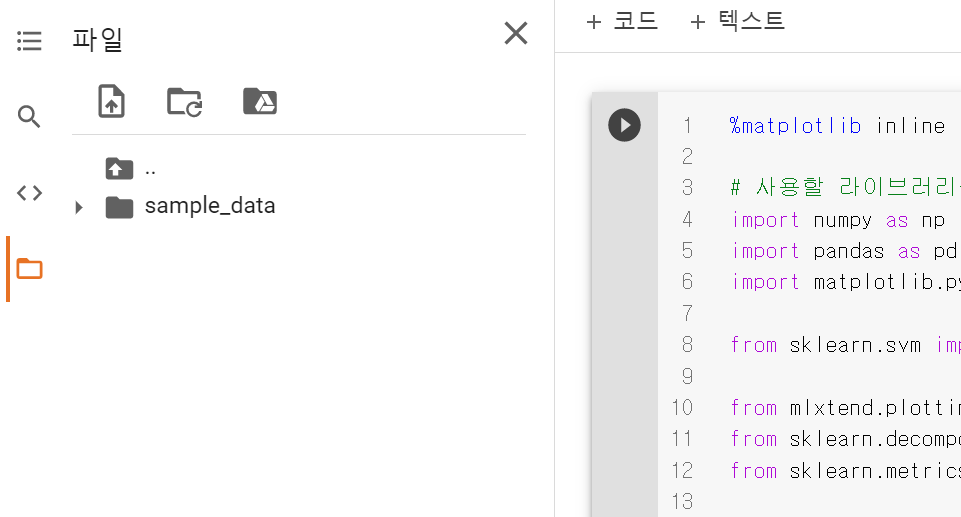 파일
..
sample_data
+ 코드 + 텍스트
1 %matplotlib inline
2
3 # 사용할 라이브러리
4 import numpy as np
5 import pandas as pd
6 import matplotlib.py
7
8 from sklearn.svm imp
9
10 from mlxtend.plottin
11 from sklearn.decompo
12 from sklearn.metrics
13